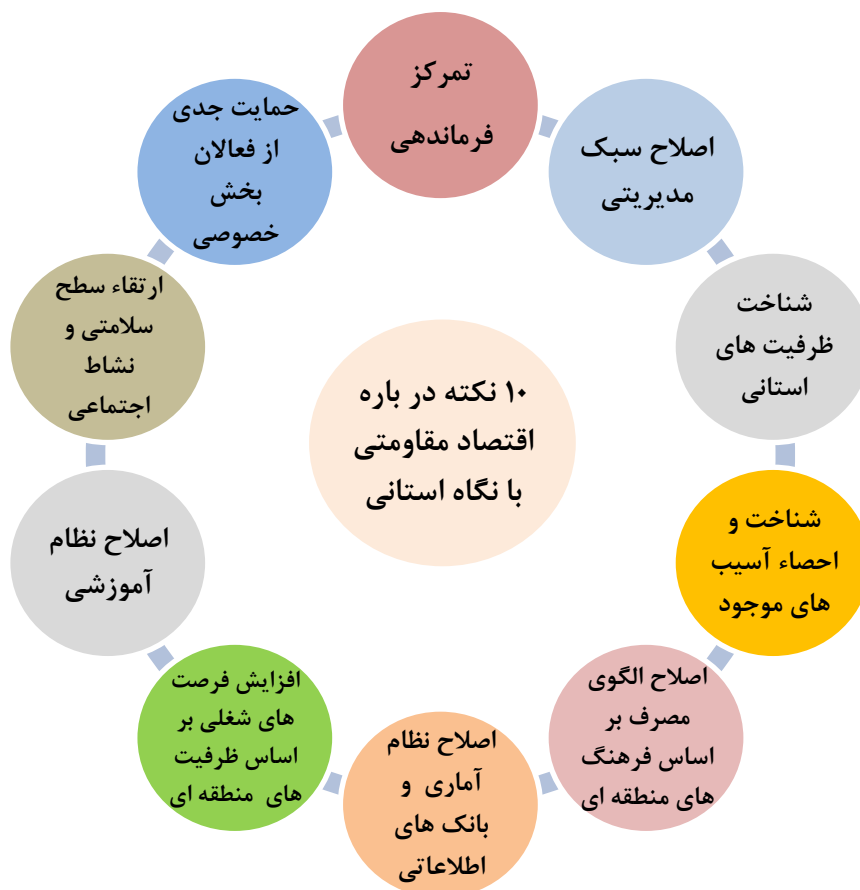 تمرکز
فرماندهی
اصلاح سبک
مدیریتی
شناخت
ظرفیت های
استانی
شناخت و
احصاء آسیب
های موجود
اصلاح الگوی
مصرف بر
اساس فرهنگ
های منطقه ای
اصلاح نظام
آماری و
بانک های
اطلاعاتی
افزایش فرصت
های شغلی بر
اساس ظرفیت
های منطقه ای
اصلاح نظام
آموزشی
ارتقاء سطح
سلامتی و
نشاط
اجتماعی
حمایت جدی
از فعالان
بخش
خصوصی
۱۰ نکته در باره
اقتصاد مقاومتی
با نگاه استانی